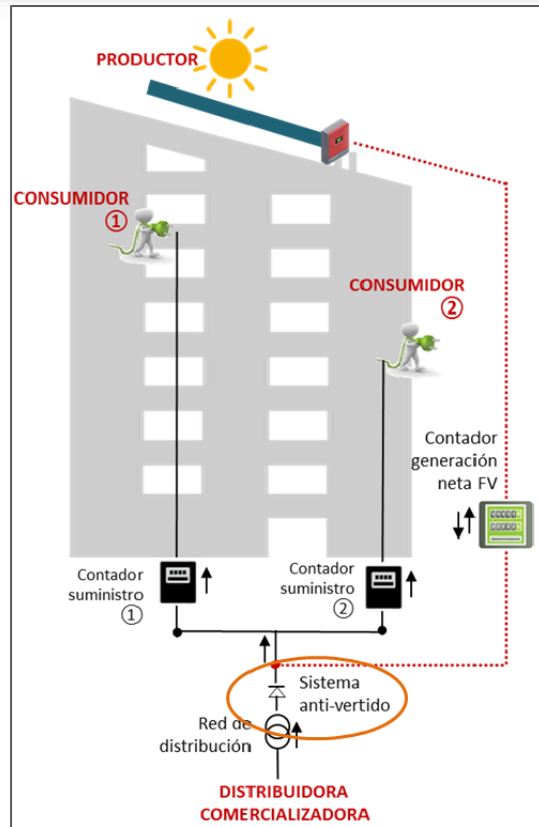 PRODUCTOR
CONSUMIDOR
①
CONSUMIDOR
②
Contador
generación
neta FV
Contador
suministro
①
Contador
suministro
②
Sistema
anti-vertido
Red de
distribución
DISTRIBUIDORA
COMERCIALIZADORA